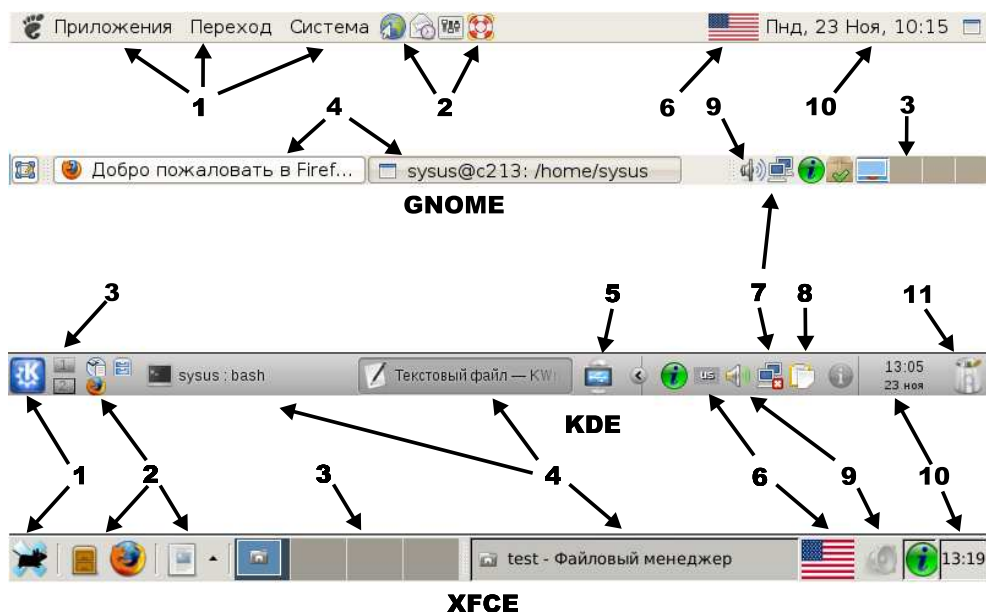 Приложения Переход Система Пнд, 23 Ноя, 10:15
1 4 2 6 9 10 3
Добро пожаловать в Firef... sysus@c213: /home/sysus
GNOME
3 5 7 8 11
1 2 sysus : bash Текстовый файл — KW us 13:05
23 ноя
KDE
1 2 3 4 6 9 10
test - Файловый менеджер 13:19
XFCE